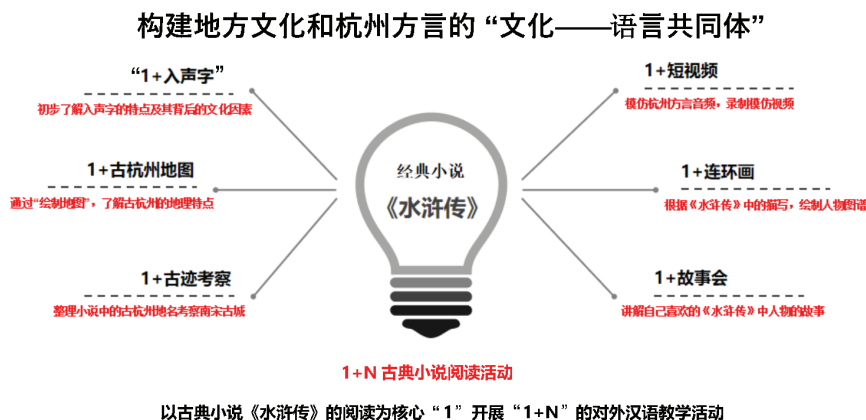 构建地方文化和杭州方言的 “文化——语言共同体”
“1+入声字”
初步了解入声字的特点及其背后的文化因素
1+古杭州地图
通过“绘制地图”，了解古杭州的地理特点
1+古迹考察
整理小说中的古杭州地名考察南宋古城
经典小说
《水浒传》
1+短视频
模仿杭州方言音频，录制模仿视频
1+连环画
根据《水浒传》中的描写，绘制人物图谱
1+故事会
讲解自己喜欢的《水浒传》中人物的故事
1+N 古典小说阅读活动
以古典小说《水浒传》的阅读为核心 “1” 开展 “1+N” 的对外汉语教学活动